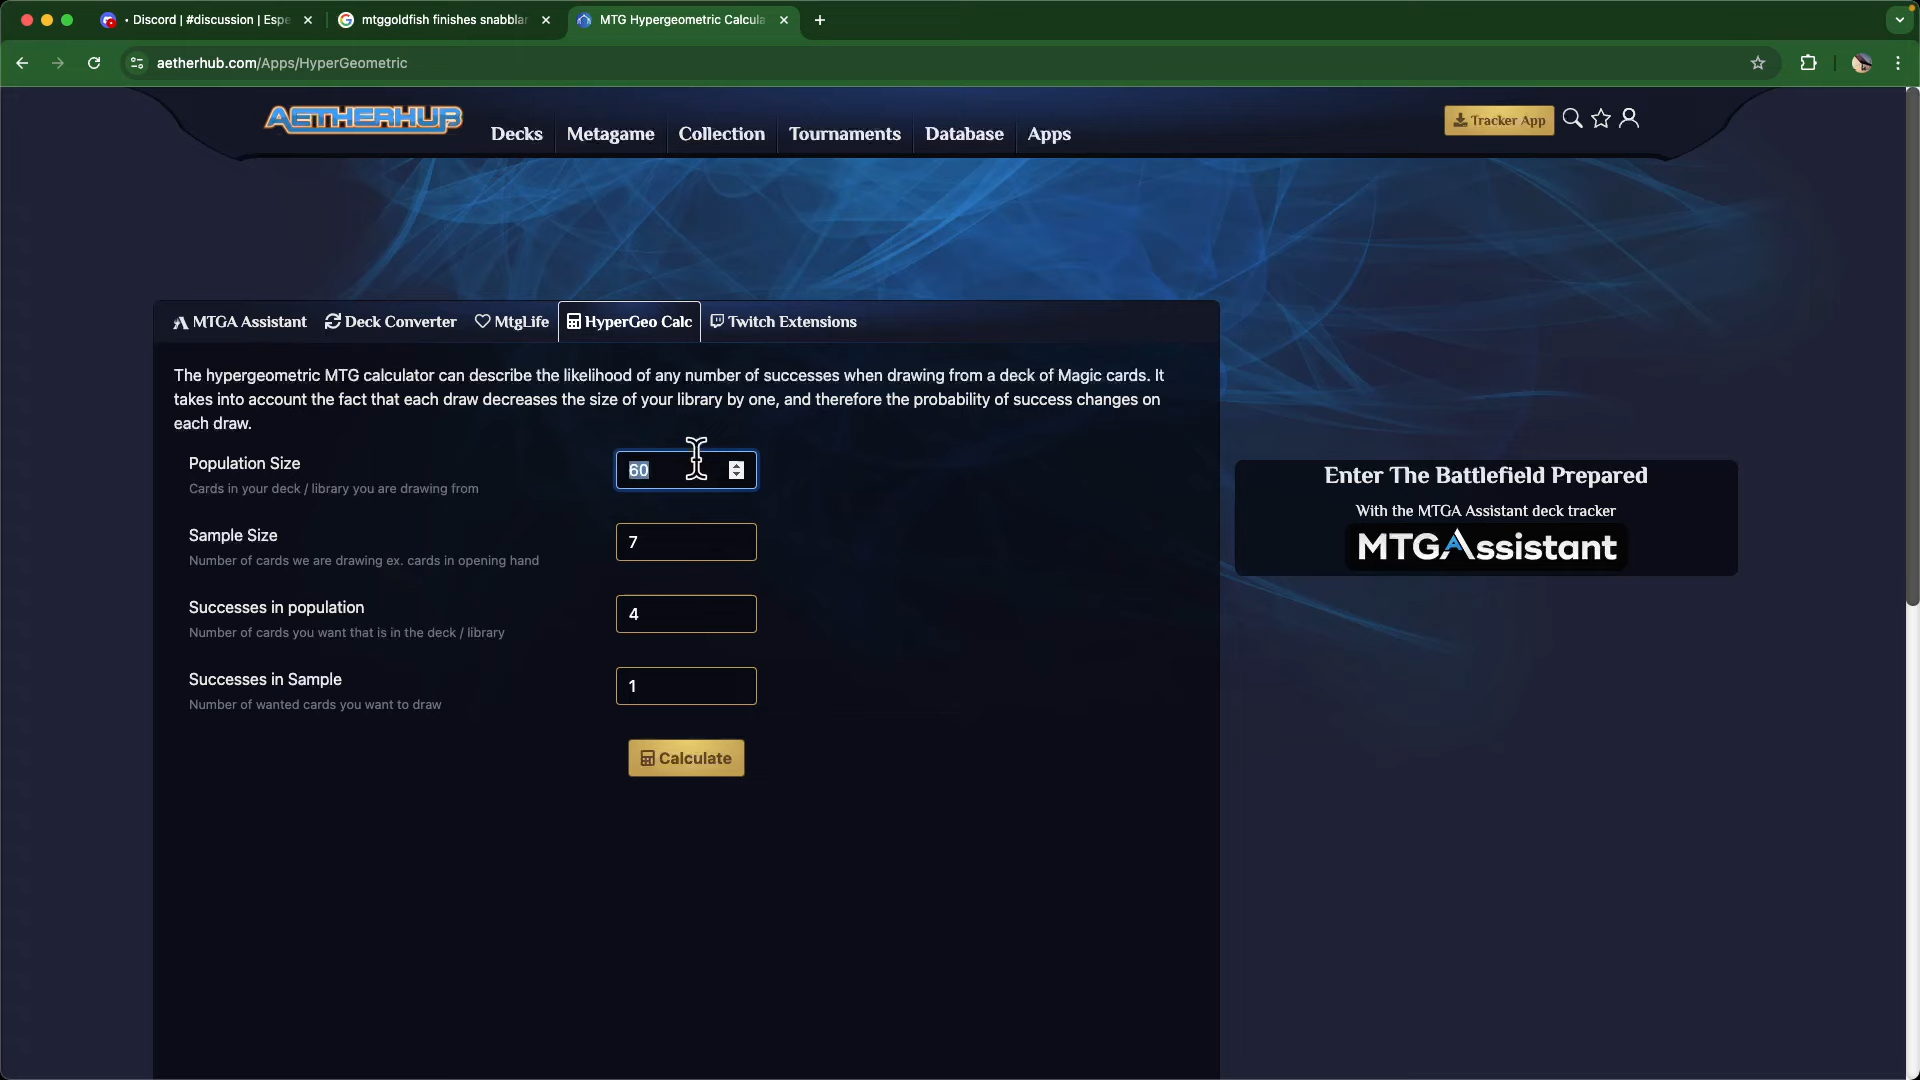 • Discord | #discussion | Espe
mtggoldfish finishes snabblar
MTG Hypergeometric Calcula
aetherhub.com/Apps/HyperGeometric
AETHERHUB
Decks
Metagame
Collection
Tournaments
Database
Apps
Tracker App
MTGA Assistant
Deck Converter
MtgLife
HyperGeo Calc
Twitch Extensions
The hypergeometric MTG calculator can describe the likelihood of any number of successes when drawing from a deck of Magic cards. It
takes into account the fact that each draw decreases the size of your library by one, and therefore the probability of success changes on
each draw.
Population Size
60
Cards in your deck / library you are drawing from
Sample Size
7
Number of cards we are drawing ex. cards in opening hand
Successes in population
4
Number of cards you want that is in the deck / library
Successes in Sample
1
Number of wanted cards you want to draw
Calculate
Enter The Battlefield Prepared
With the MTGA Assistant deck tracker
MTGAssistant